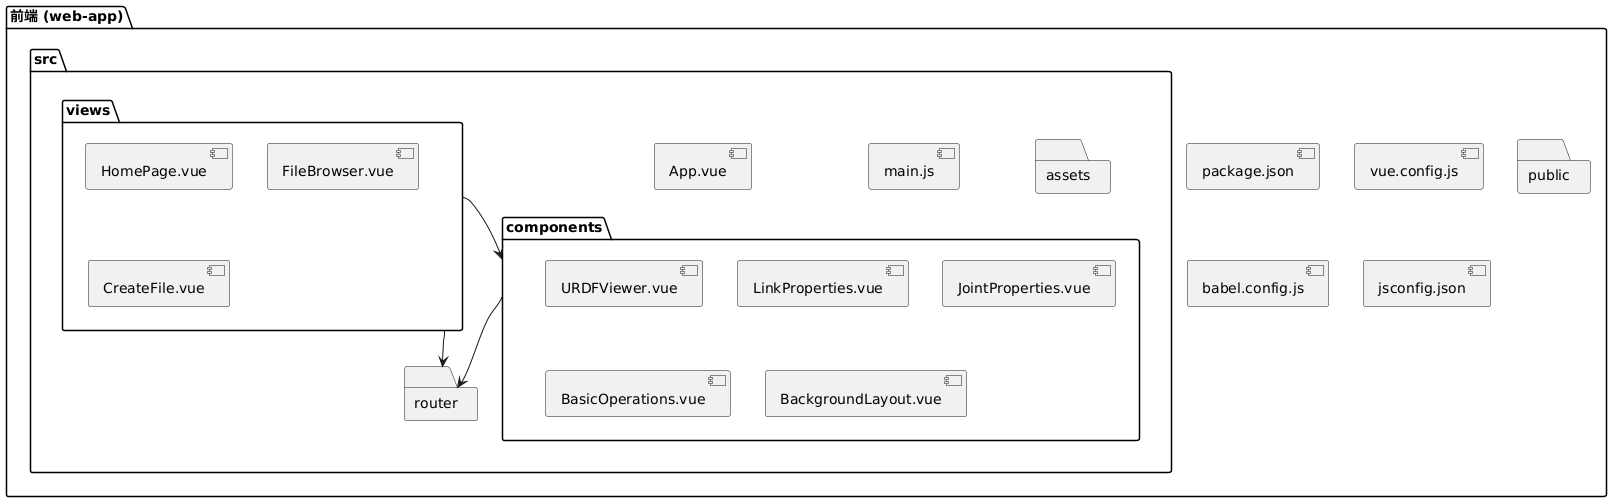 前端 (web-app)
src
views
HomePage.vue
FileBrowser.vue
App.vue
main.js
assets
package.json
vue.config.js
public
components
CreateFile.vue
URDFViewer.vue
LinkProperties.vue
JointProperties.vue
babel.config.js
jsconfig.json
router
BasicOperations.vue
BackgroundLayout.vue